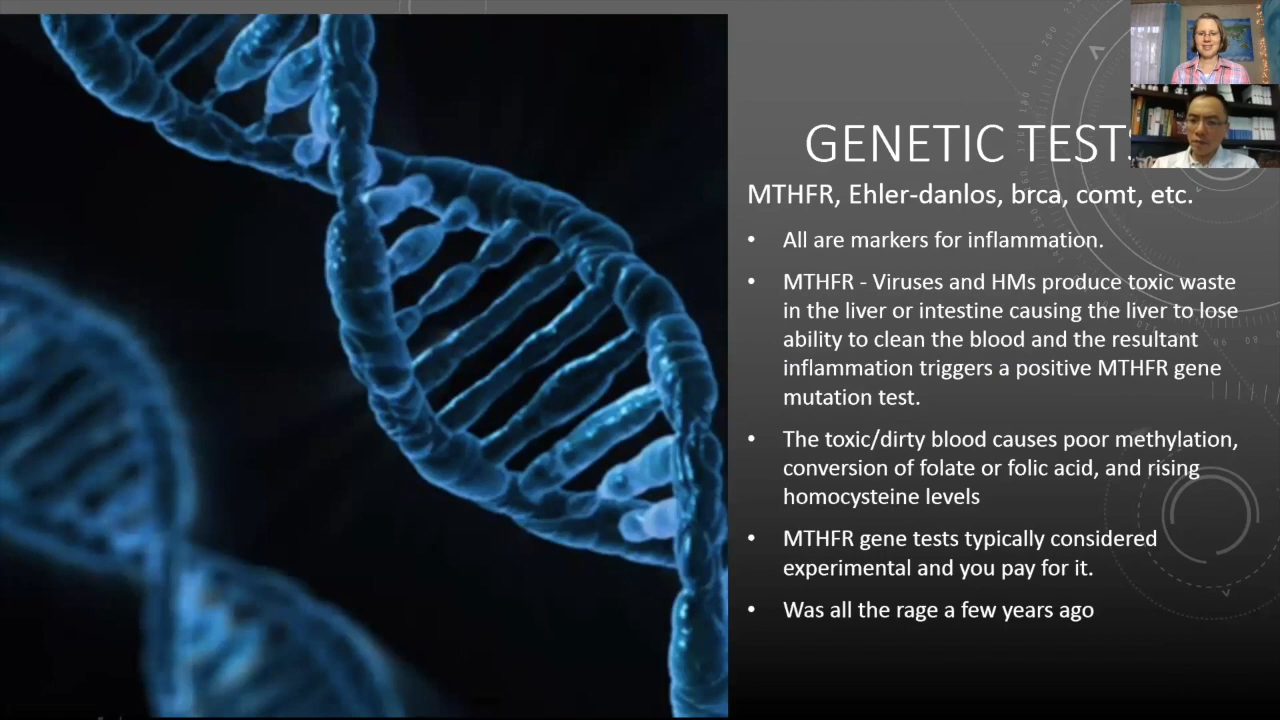 GENETIC TESTS
MTHFR, Ehler-danlos, brca, comt, etc.
• All are markers for inflammation.
• MTHFR - Viruses and HMs produce toxic waste
in the liver or intestine causing the liver to lose
ability to clean the blood and the resultant
inflammation triggers a positive MTHFR gene
mutation test.
• The toxic/dirty blood causes poor methylation,
conversion of folate or folic acid, and rising
homocysteine levels
• MTHFR gene tests typically considered
experimental and you pay for it.
• Was all the rage a few years ago